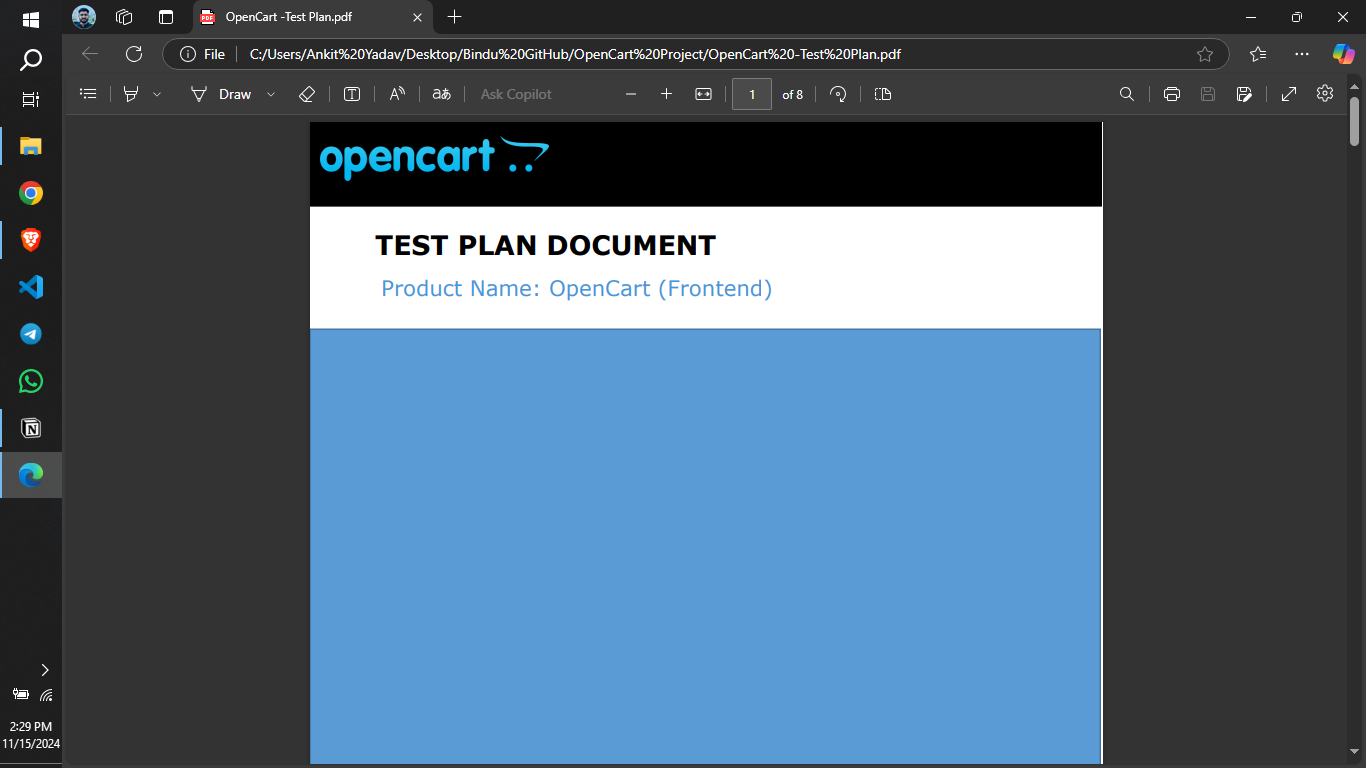 OpenCart -Test Plan.pdf
File
C:/Users/Ankit%20Yadav/Desktop/Bindu%20GitHub/OpenCart%20Project/OpenCart%20-Test%20Plan.pdf
Draw
A
aあ
Ask Copilot
1
of 8
opencart
TEST PLAN DOCUMENT
Product Name: OpenCart (Frontend)
2:29 PM
11/15/2024